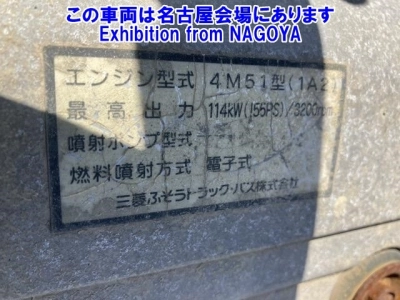 この車両は名古屋会場にあります
Exhibition from NAGOYA
エンジン型式 4M51型(1A2)
最高出力 114kW(155PS)/3200rpm
噴射ポンプ型式
燃料噴射方式 電子式
三菱ふそうトラック・バス株式会社